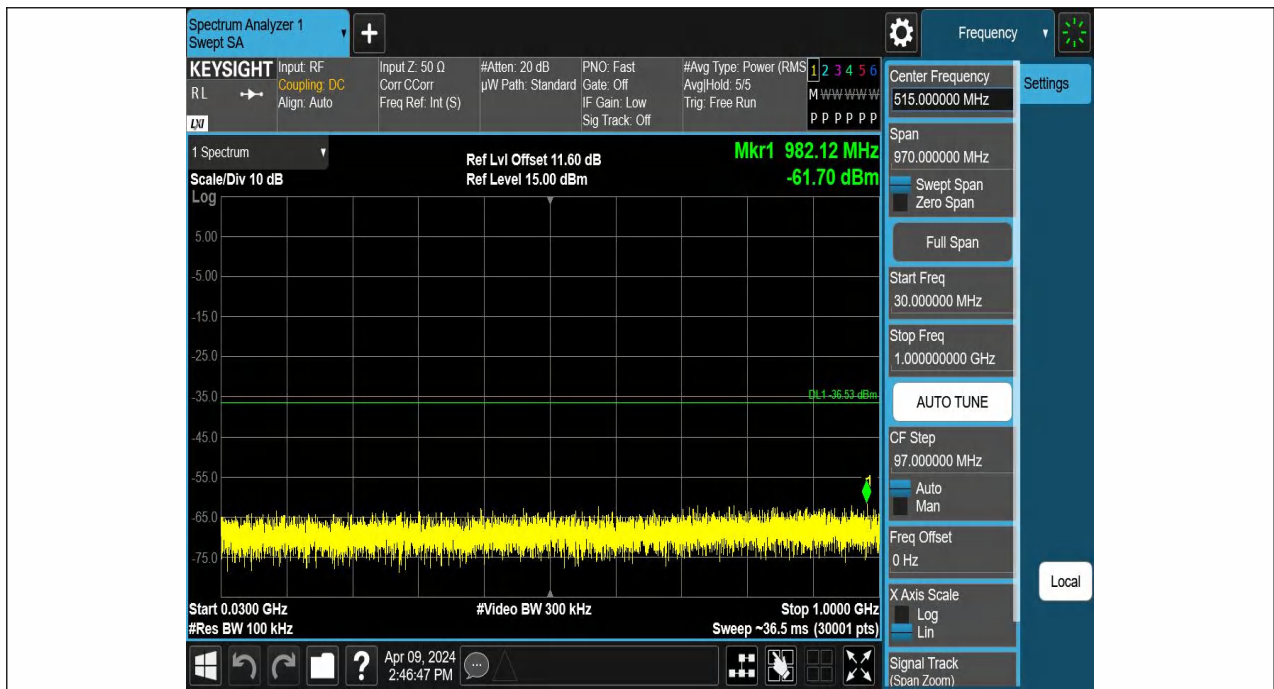 Spectrum Analyzer 1
Swept SA
+
Frequency
KEYSIGHT
RL
LXI
Input: RF
Coupling: DC
Align: Auto
Input Z: 50 Ω
Corr CCorr
Freq Ref: Int (S)
#Atten: 20 dB
µW Path: Standard
PNO: Fast
Gate: Off
IF Gain: Low
Sig Track: Off
#Avg Type: Power (RMS
Avg|Hold: 5/5
Trig: Free Run
1 2 3 4 5 6
M W W W W W
P P P P P P
1 Spectrum
Scale/Div 10 dB
Ref Lvl Offset 11.60 dB
Ref Level 15.00 dBm
Mkr1 982.12 MHz
-61.70 dBm
Log
5.00
-5.00
-15.0
-25.0
-35.0
DL1 -36.53 dBm
-45.0
-55.0
1
-65.0
-75.0
Start 0.0300 GHz
#Video BW 300 kHz
Stop 1.0000 GHz
#Res BW 100 kHz
Sweep ~36.5 ms (30001 pts)
?
Apr 09, 2024
2:46:47 PM
Center Frequency
515.000000 MHz
Span
970.000000 MHz
Swept Span
Zero Span
Full Span
Start Freq
30.000000 MHz
Stop Freq
1.000000000 GHz
AUTO TUNE
CF Step
97.000000 MHz
Auto
Man
Freq Offset
0 Hz
X Axis Scale
Log
Lin
Signal Track
(Span Zoom)
Settings
Local